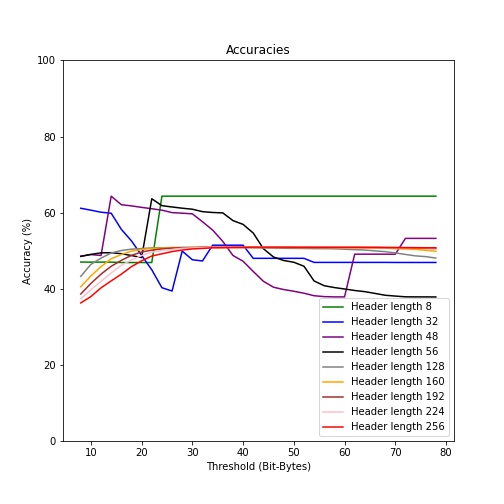 Accuracies
100
80
60
40
20
0
Accuracy (%)
10 20 30 40 50 60 70 80
Threshold (Bit-Bytes)
Header length 8
Header length 32
Header length 48
Header length 56
Header length 128
Header length 160
Header length 192
Header length 224
Header length 256